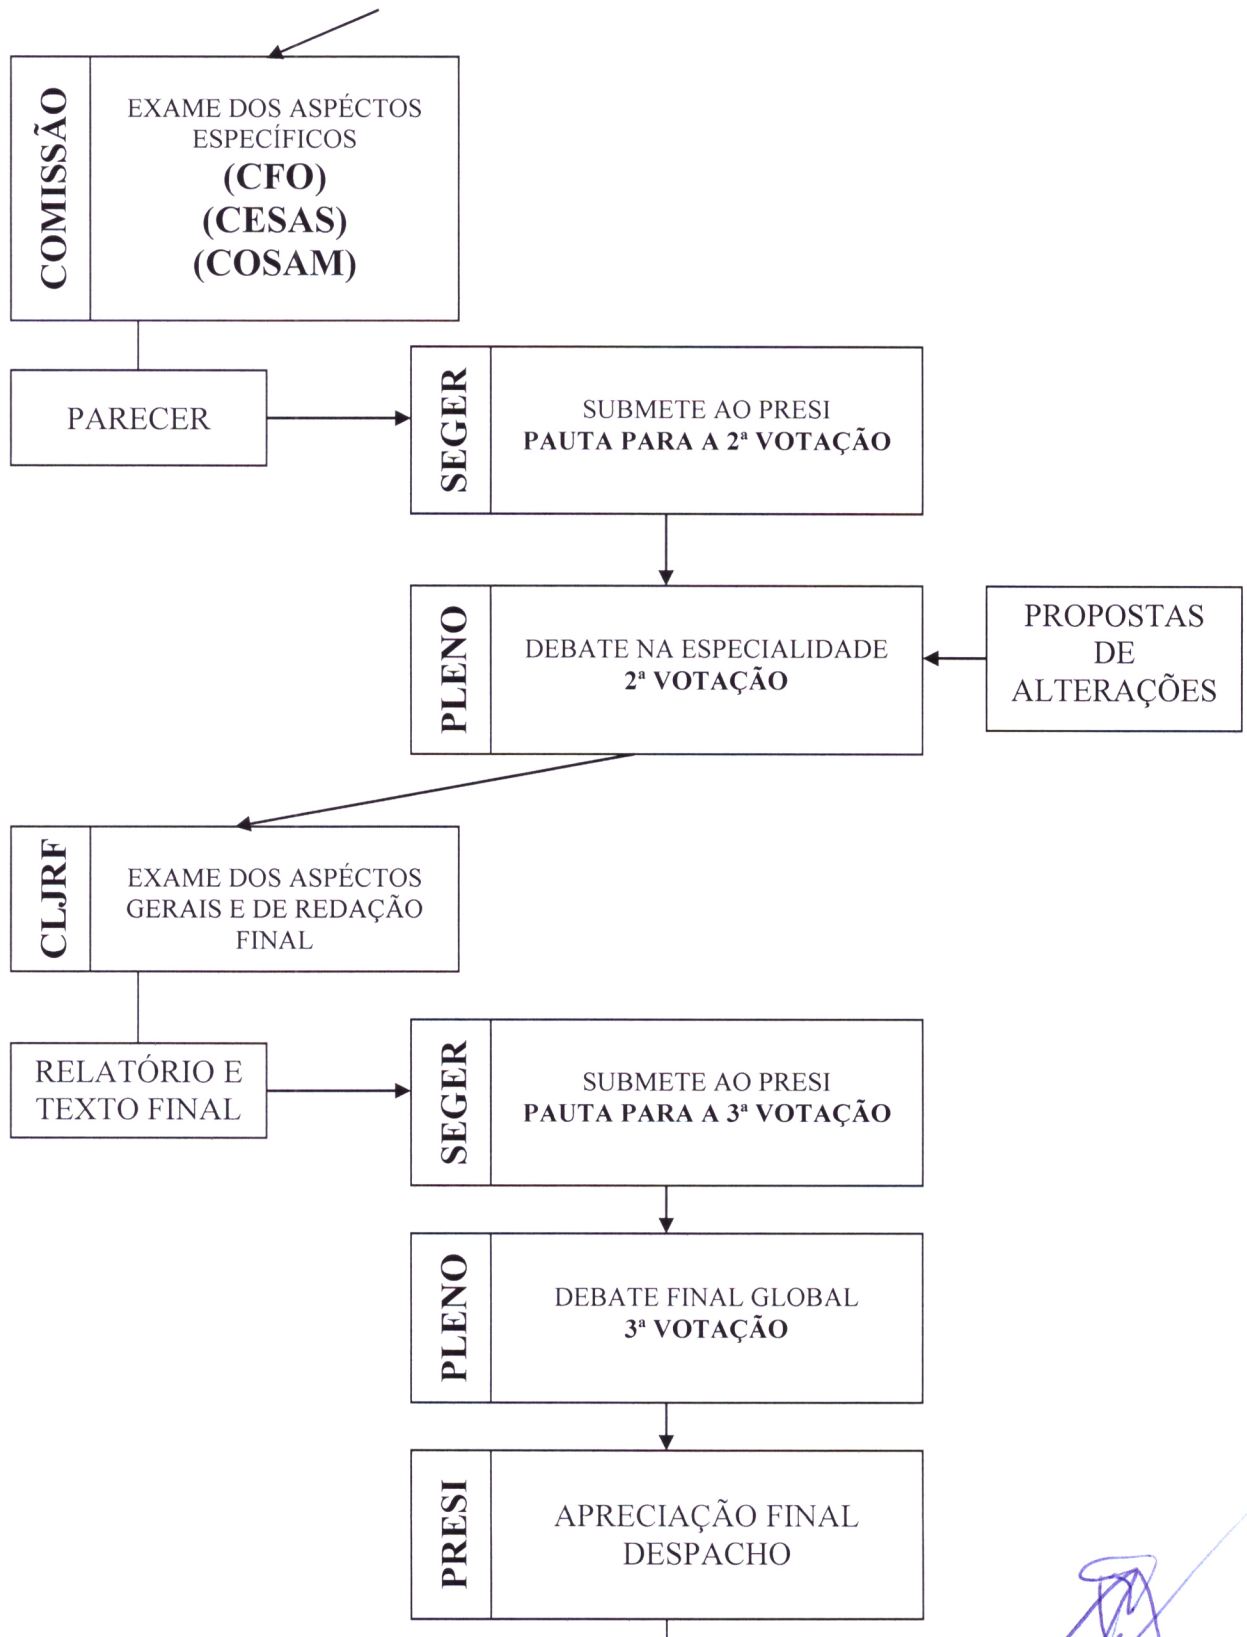 COMISSÃO
EXAME DOS ASPÉCTOS
ESPECÍFICOS
(CFO)
(CESAS)
(COSAM)
PARECER
SEGER
SUBMETE AO PRESI
PAUTA PARA A 2ª VOTAÇÃO
PLENO
DEBATE NA ESPECIALIDADE
2ª VOTAÇÃO
PROPOSTAS
DE
ALTERAÇÕES
CLJRF
EXAME DOS ASPÉCTOS
GERAIS E DE REDAÇÃO
FINAL
RELATÓRIO E
TEXTO FINAL
SEGER
SUBMETE AO PRESI
PAUTA PARA A 3ª VOTAÇÃO
PLENO
DEBATE FINAL GLOBAL
3ª VOTAÇÃO
PRESI
APRECIAÇÃO FINAL
DESPACHO